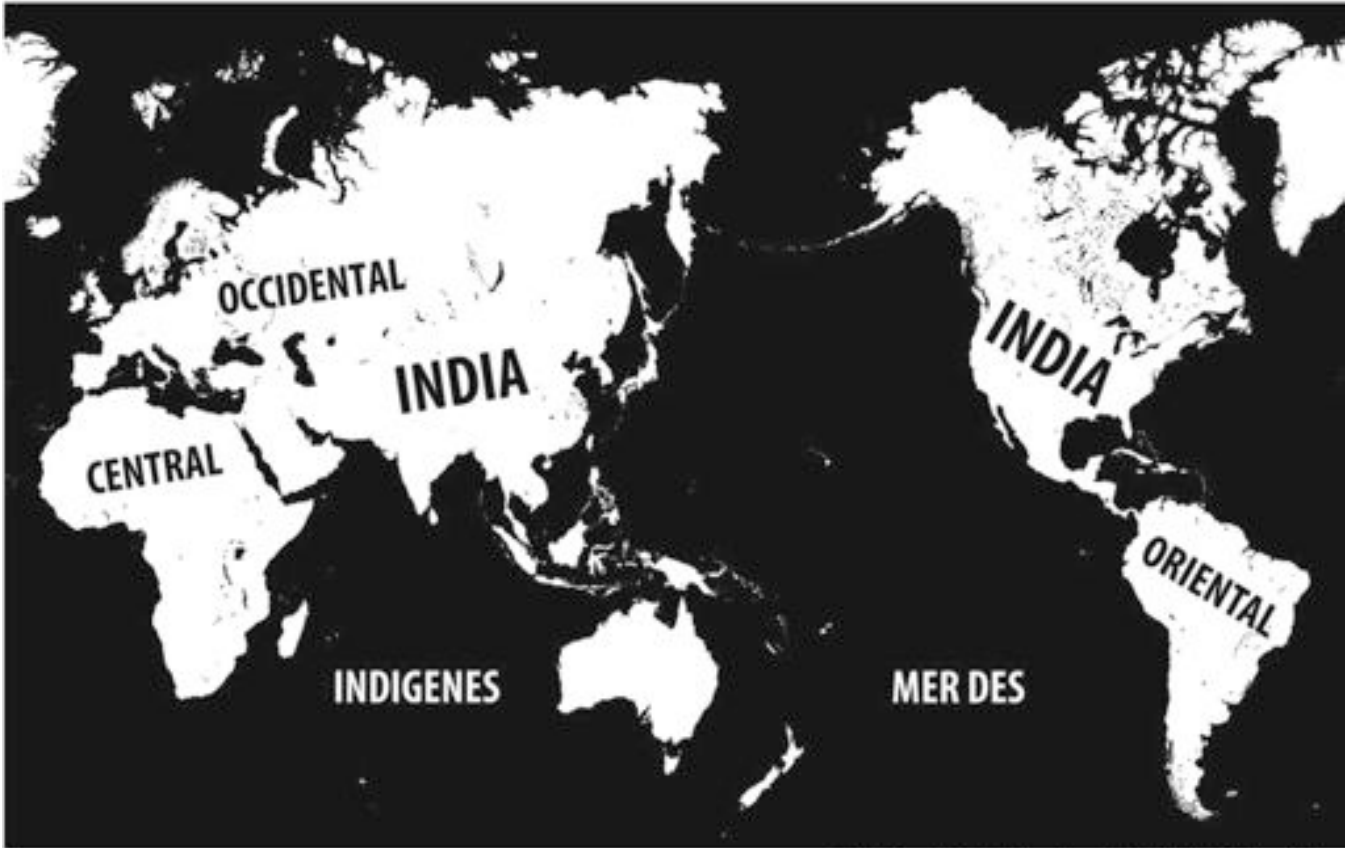 OCCIDENTAL
INDIA
CENTRAL
INDIA
ORIENTAL
INDIGENES
MER DES